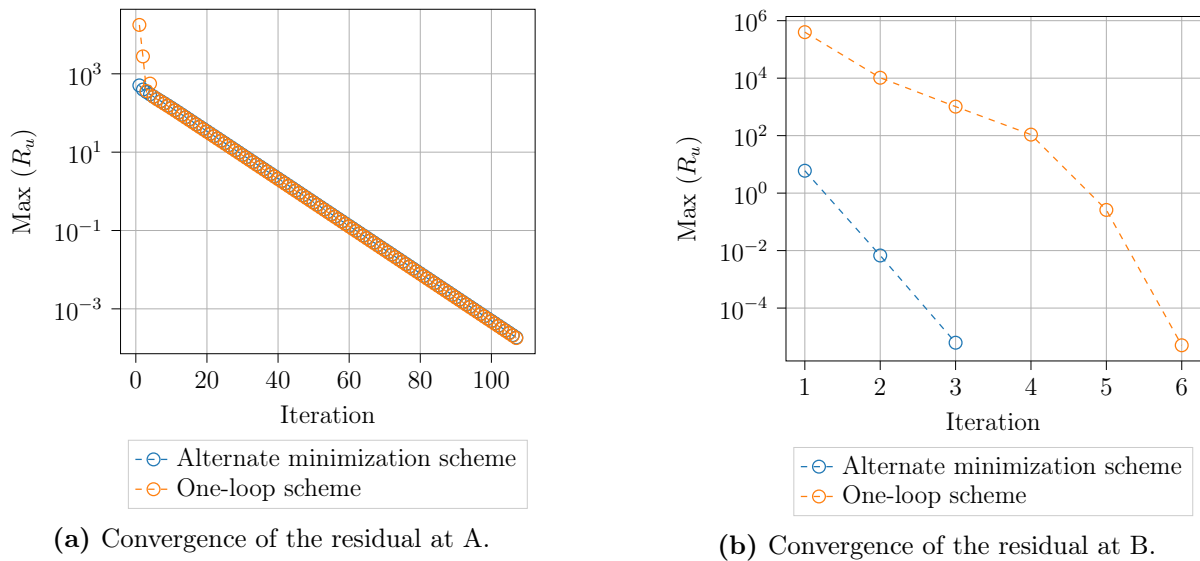 10^3
10^1
10^−1
10^−3
Max (R_u)
0 20 40 60 80 100
Iteration
Alternate minimization scheme
One-loop scheme
(a) Convergence of the residual at A.
10^6
10^4
10^2
10^0
10^−2
10^−4
Max (R_u)
1 2 3 4 5 6
Iteration
Alternate minimization scheme
One-loop scheme
(b) Convergence of the residual at B.